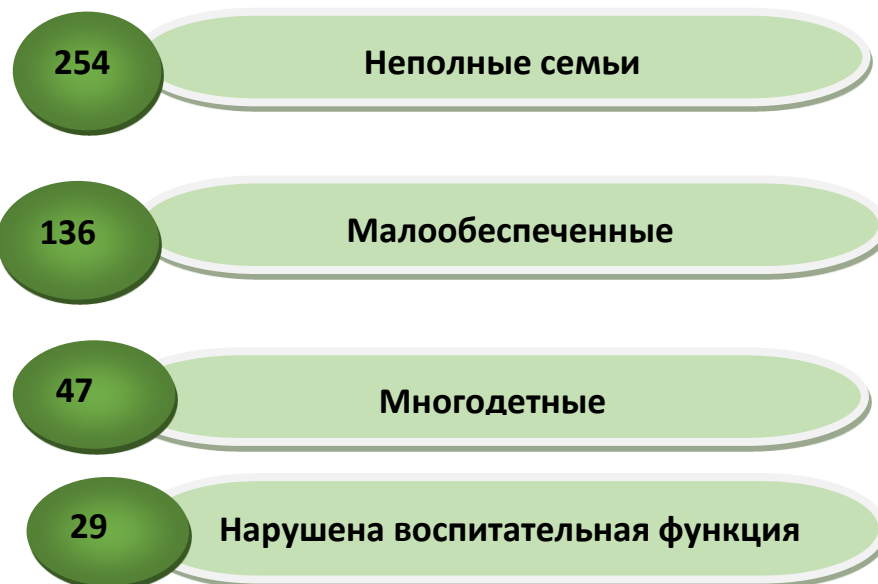 254 Неполные семьи
136 Малообеспеченные
47 Многодетные
29 Нарушена воспитательная функция